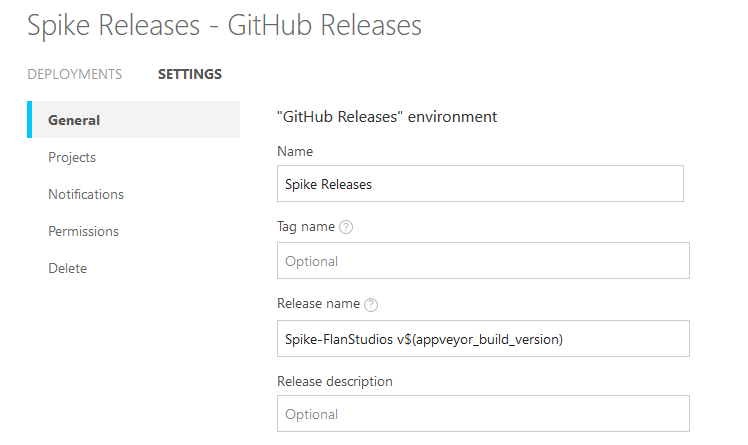 Spike Releases - GitHub Releases
DEPLOYMENTS SETTINGS
General
Projects
Notifications
Permissions
Delete
"GitHub Releases" environment
Name
Spike Releases
Tag name ?
Optional
Release name ?
Spike-FlanStudios v$(appveyor_build_version)
Release description
Optional